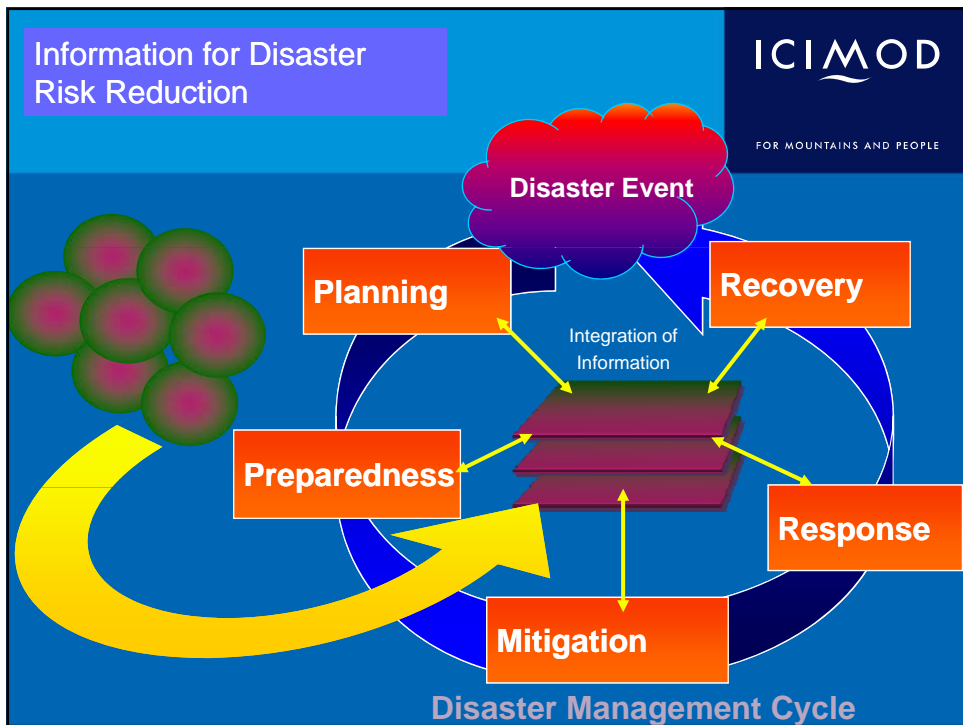 Information for Disaster
Risk Reduction
ICIMOD
FOR MOUNTAINS AND PEOPLE
Disaster Event
Planning
Recovery
Integration of
Information
Preparedness
Response
Mitigation
Disaster Management Cycle